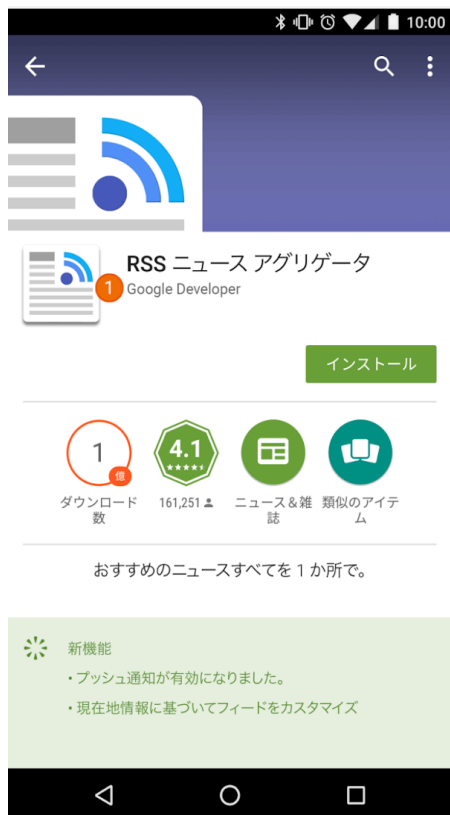 10:00
RSS ニュース アグリゲータ
1
Google Developer
インストール
1
億
4.1
ダウンロード
数
161,251
ニュース＆雑
誌
類似のアイテ
ム
おすすめのニュースすべてを 1 か所で。
新機能
・プッシュ通知が有効になりました。
・現在地情報に基づいてフィードをカスタマイズ